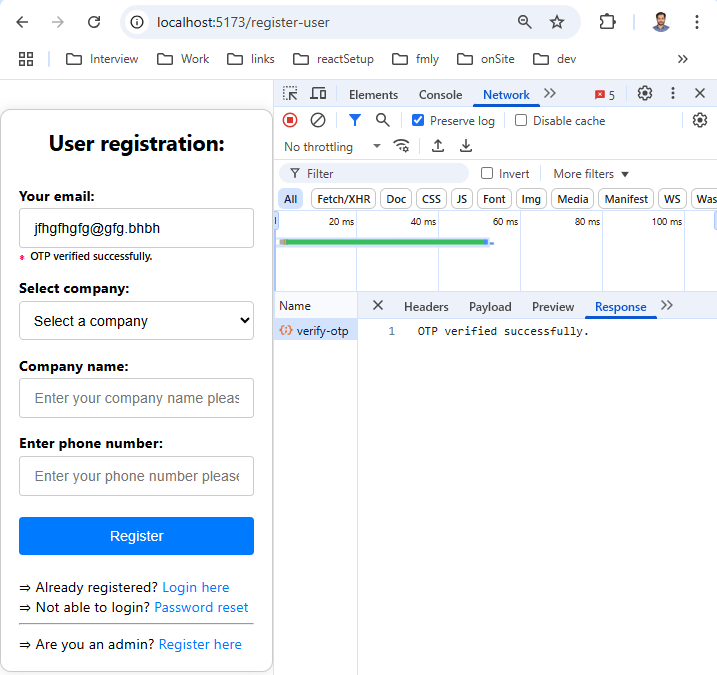 localhost:5173/register-user
Interview Work links reactSetup fmly onSite dev
User registration:
Your email:
jfhgfhgfg@gfg.bhbh
* OTP verified successfully.
Select company:
Select a company
Company name:
Enter your company name pleas
Enter phone number:
Enter your phone number please
Register
⇒ Already registered? Login here
⇒ Not able to login? Password reset
⇒ Are you an admin? Register here
Elements Console Network 5
Preserve log Disable cache
No throttling
Filter Invert More filters
All Fetch/XHR Doc CSS JS Font Img Media Manifest WS Was
20 ms 40 ms 60 ms 80 ms 100 ms
Name Headers Payload Preview Response
verify-otp
1 OTP verified successfully.